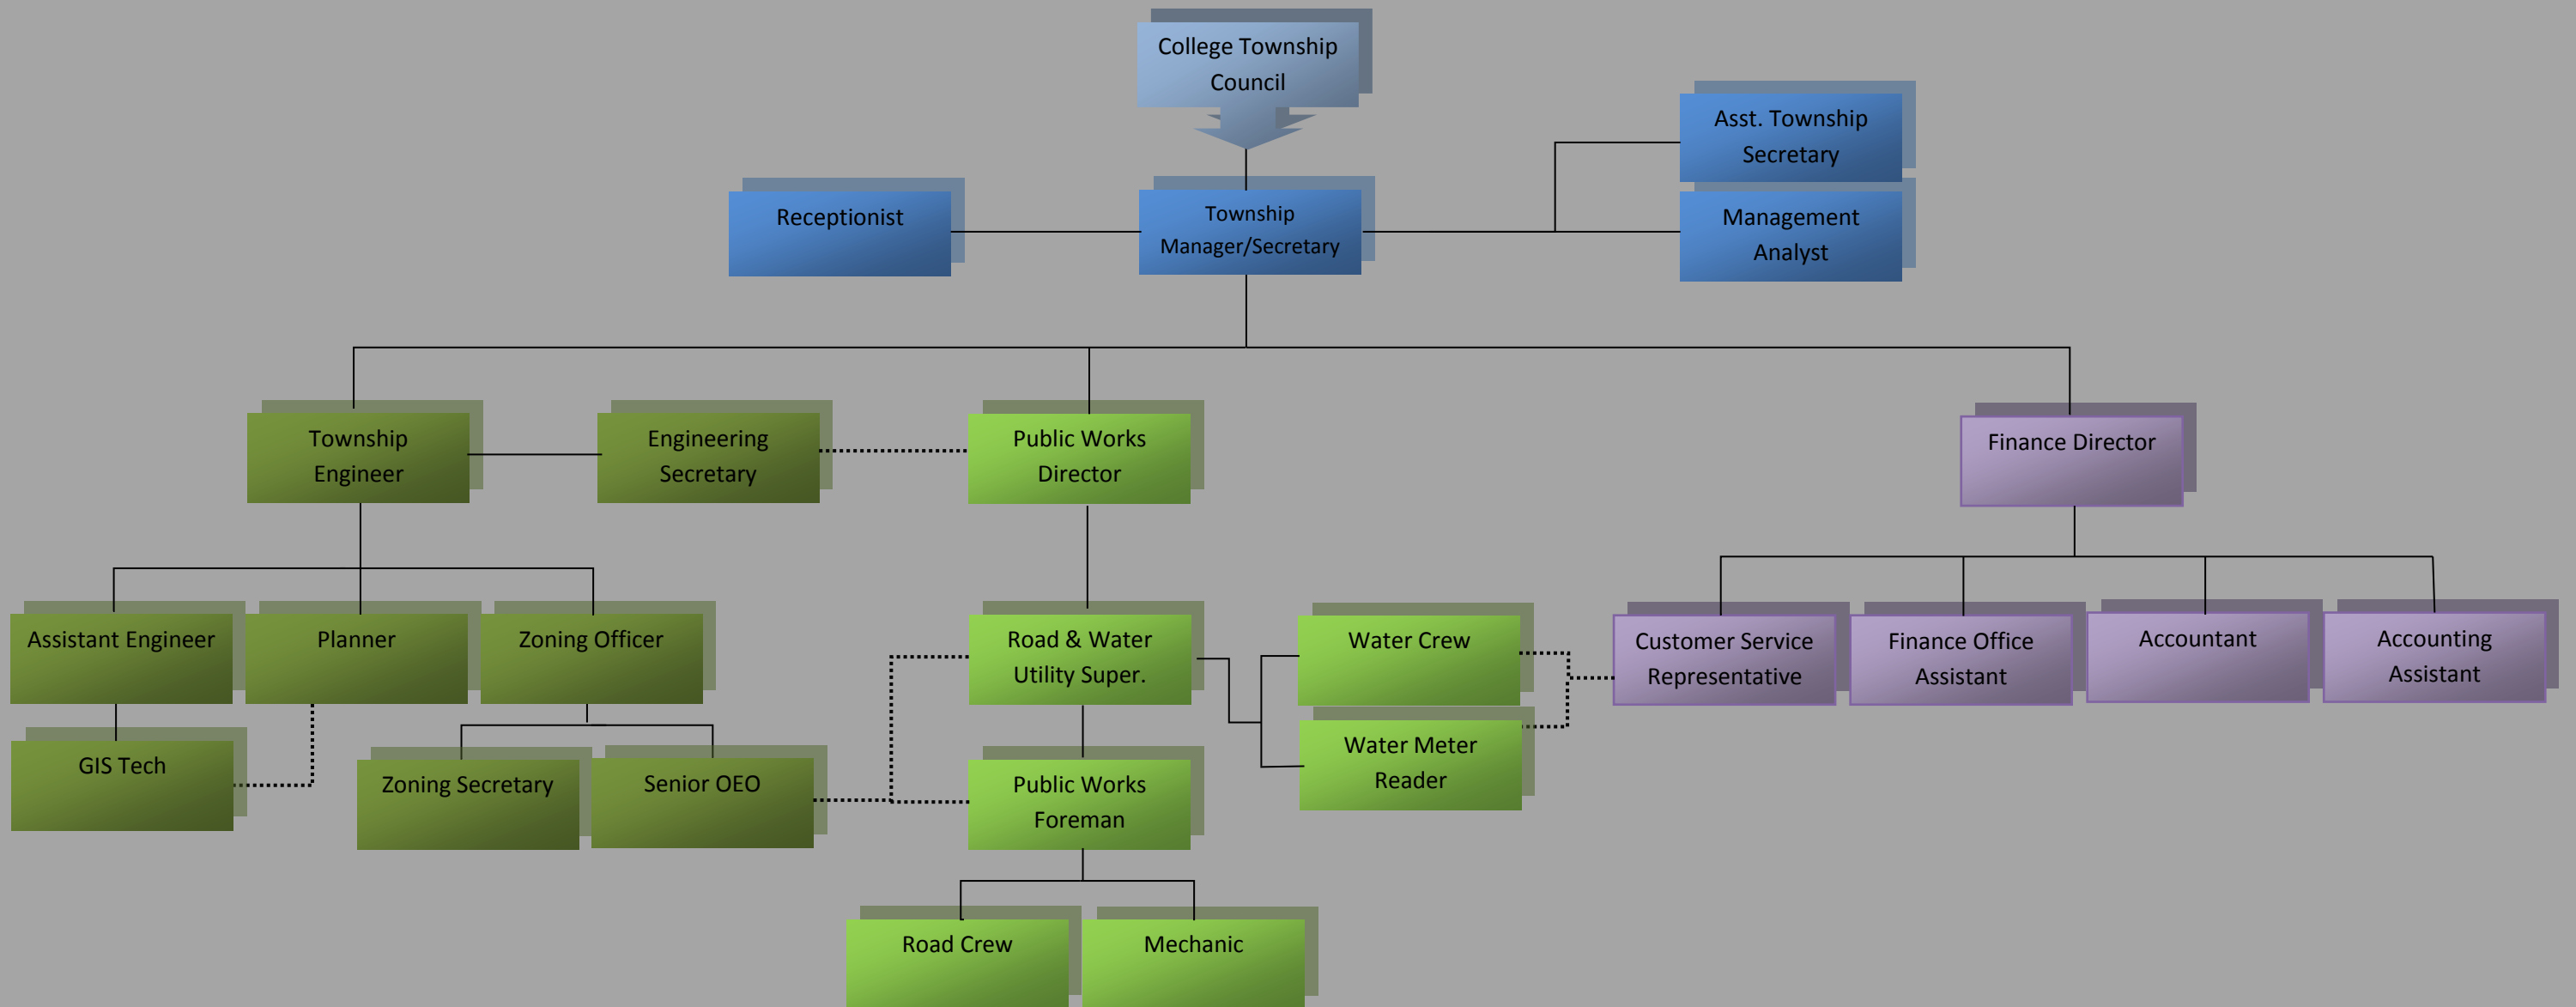 College Township
Council
Asst. Township
Secretary
Receptionist
Township
Manager/Secretary
Management
Analyst
Township
Engineer
Engineering
Secretary
Public Works
Director
Finance Director
Assistant Engineer
Planner
Zoning Officer
Road & Water
Utility Super.
Water Crew
Customer Service
Representative
Finance Office
Assistant
Accountant
Accounting
Assistant
GIS Tech
Zoning Secretary
Senior OEO
Public Works
Foreman
Water Meter
Reader
Road Crew
Mechanic